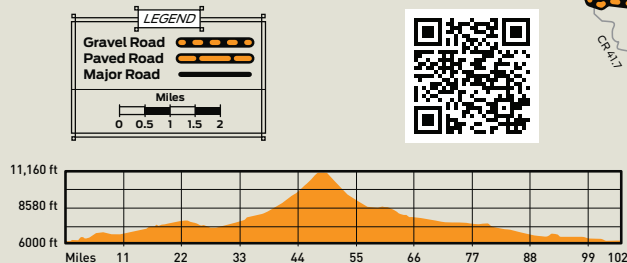 LEGEND
Gravel Road
Paved Road
Major Road
Miles
0 0.5 1 1.5 2
CR 41.7
11,160 ft
8580 ft
6000 ft
Miles 11 22 33 44 55 66 77 88 99 102